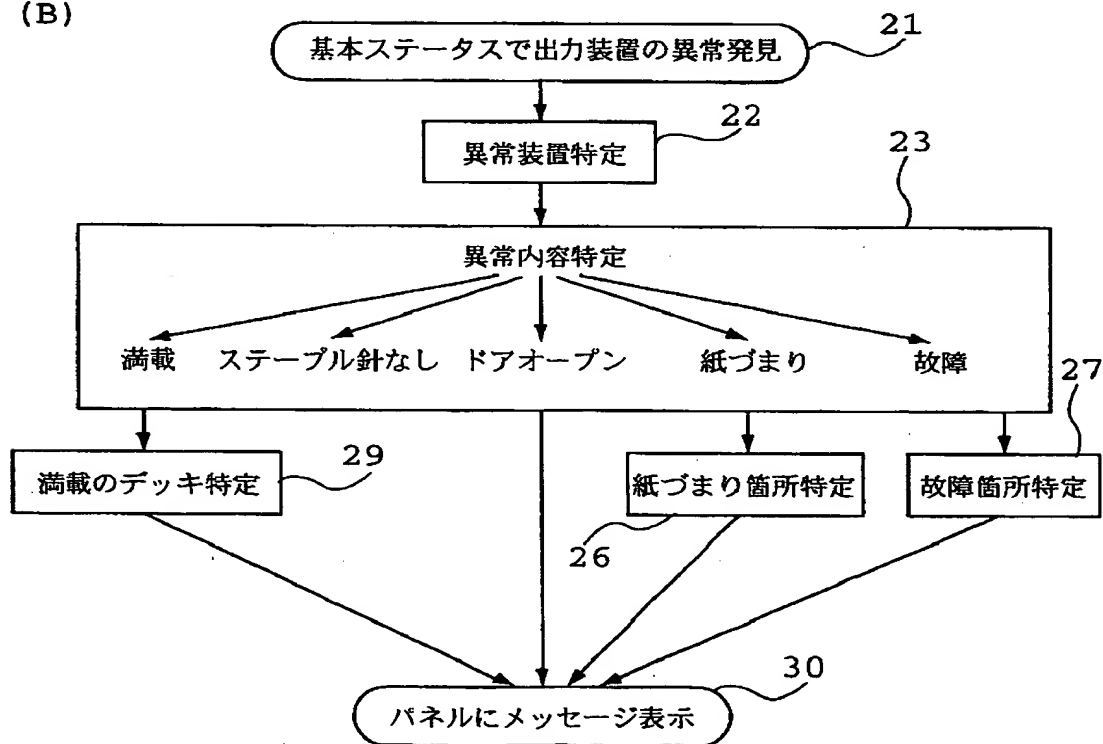 (B)
基本ステータスで出力装置の異常発見
21
異常装置特定
22
23
異常内容特定
満載 ステープル針なし ドアオープン 紙づまり 故障
27
満載のデッキ特定
29
紙づまり箇所特定
故障箇所特定
26
30
パネルにメッセージ表示